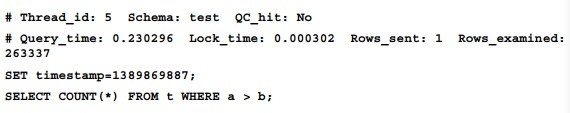 # Thread_id: 5  Schema: test  QC_hit: No
# Query_time: 0.230296  Lock_time: 0.000302  Rows_sent: 1  Rows_examined:
263337
SET timestamp=1389869887;
SELECT COUNT(*) FROM t WHERE a > b;